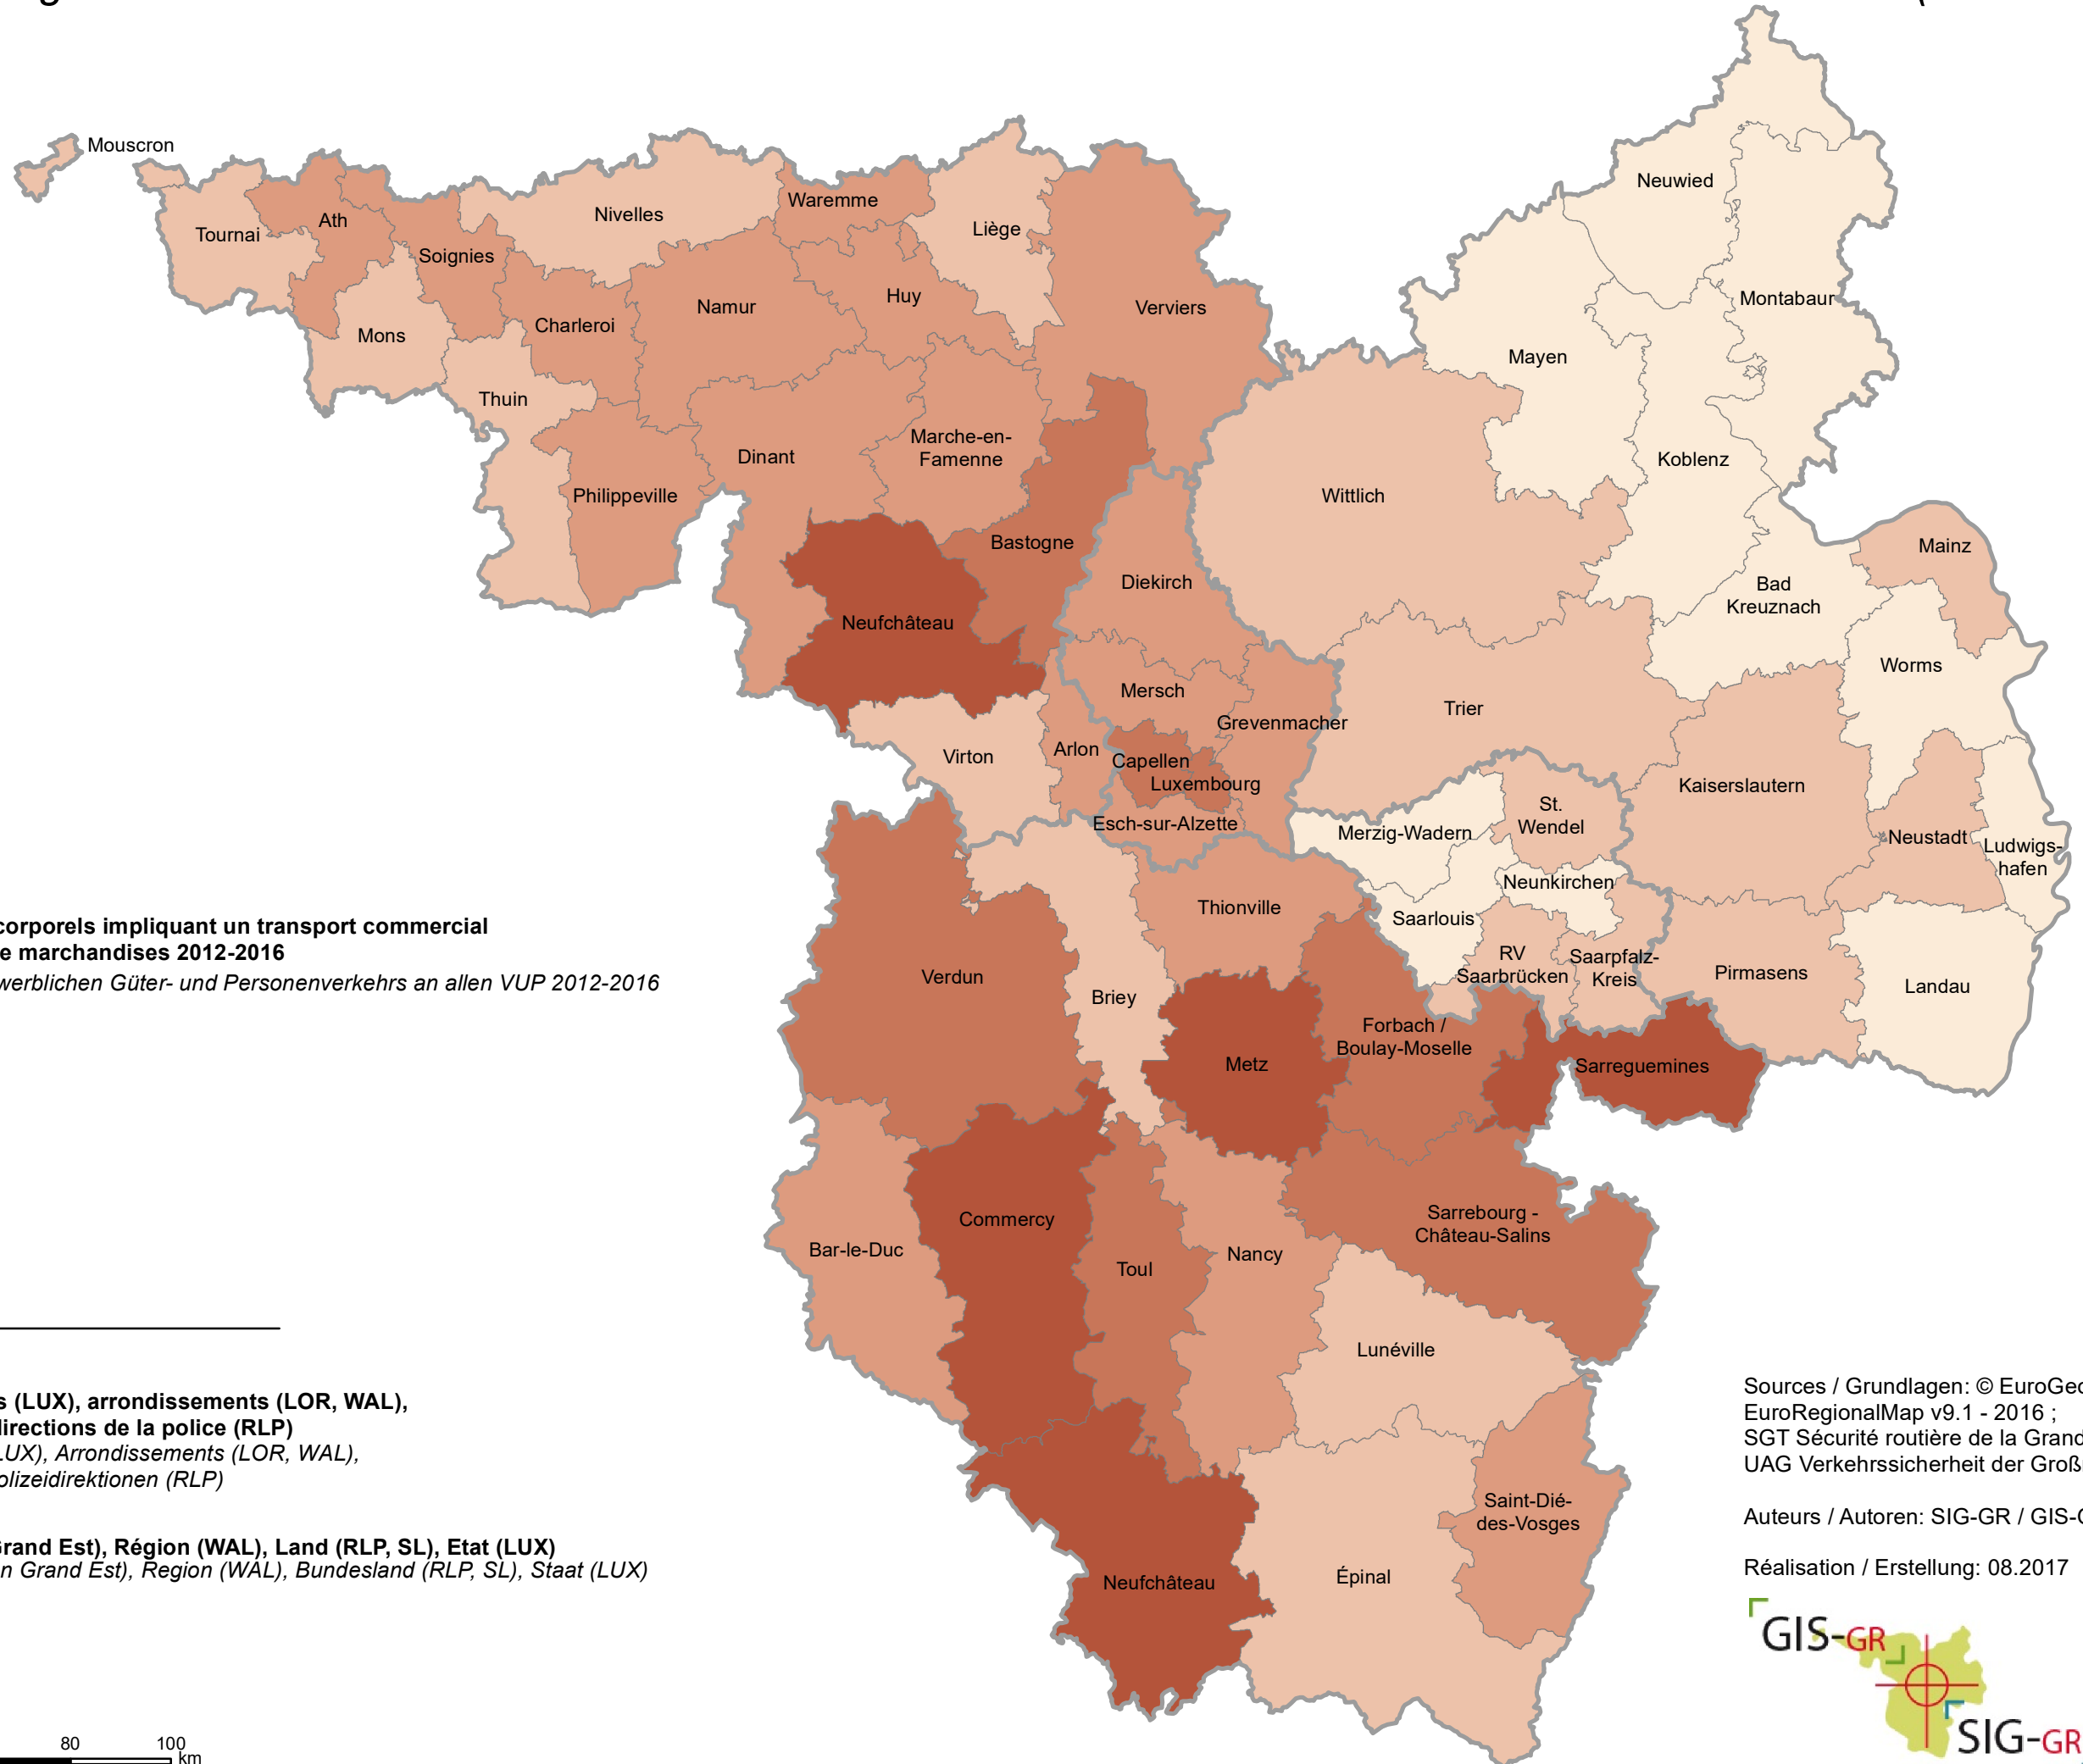 Mouscron
Neuwied
Waremme
Nivelles
Ath
Liège
Tournai
Soignies
Montabaur
Huy
Namur
Verviers
Charleroi
Mons
Mayen
Thuin
Marche-en-
Famenne
Dinant
Koblenz
Philippeville
Wittlich
Bastogne
Mainz
Diekirch
Bad
Kreuznach
Neufchâteau
Worms
Mersch
Trier
Grevenmacher
Arlon
Virton
Capellen
Luxembourg
Kaiserslautern
St.
Wendel
Esch-sur-Alzette
Merzig-Wadern
Neustadt
Ludwigs-
hafen
Neunkirchen
Thionville
Saarlouis
RV
Saarbrücken
Saarpfalz-
Kreis
Verdun
Pirmasens
Landau
Briey
Forbach /
Boulay-Moselle
Metz
Sarreguemines
Commercy
Sarrebourg -
Château-Salins
Bar-le-Duc
Nancy
Toul
Lunéville
Saint-Dié-
des-Vosges
Épinal
Neufchâteau
corporels impliquant un transport commercial
e marchandises 2012-2016
werblichen Güter- und Personenverkehrs an allen VUP 2012-2016
s (LUX), arrondissements (LOR, WAL),
directions de la police (RLP)
LUX), Arrondissements (LOR, WAL),
olizeidirektionen (RLP)
Grand Est), Région (WAL), Land (RLP, SL), Etat (LUX)
n Grand Est), Region (WAL), Bundesland (RLP, SL), Staat (LUX)
80 100
km
Sources / Grundlagen: © EuroGeo
EuroRegionalMap v9.1 - 2016 ;
SGT Sécurité routière de la Grand
UAG Verkehrssicherheit der Groß
Auteurs / Autoren: SIG-GR / GIS-G
Réalisation / Erstellung: 08.2017
GIS-GR
SIG-GR